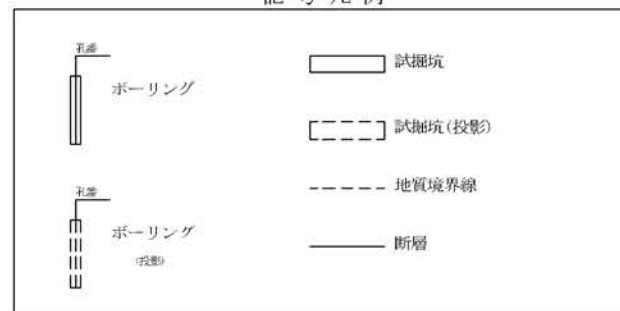 記号凡例
孔番
ボーリング
孔番
ボーリング
(投影)
試掘坑
試掘坑(投影)
地質境界線
断層